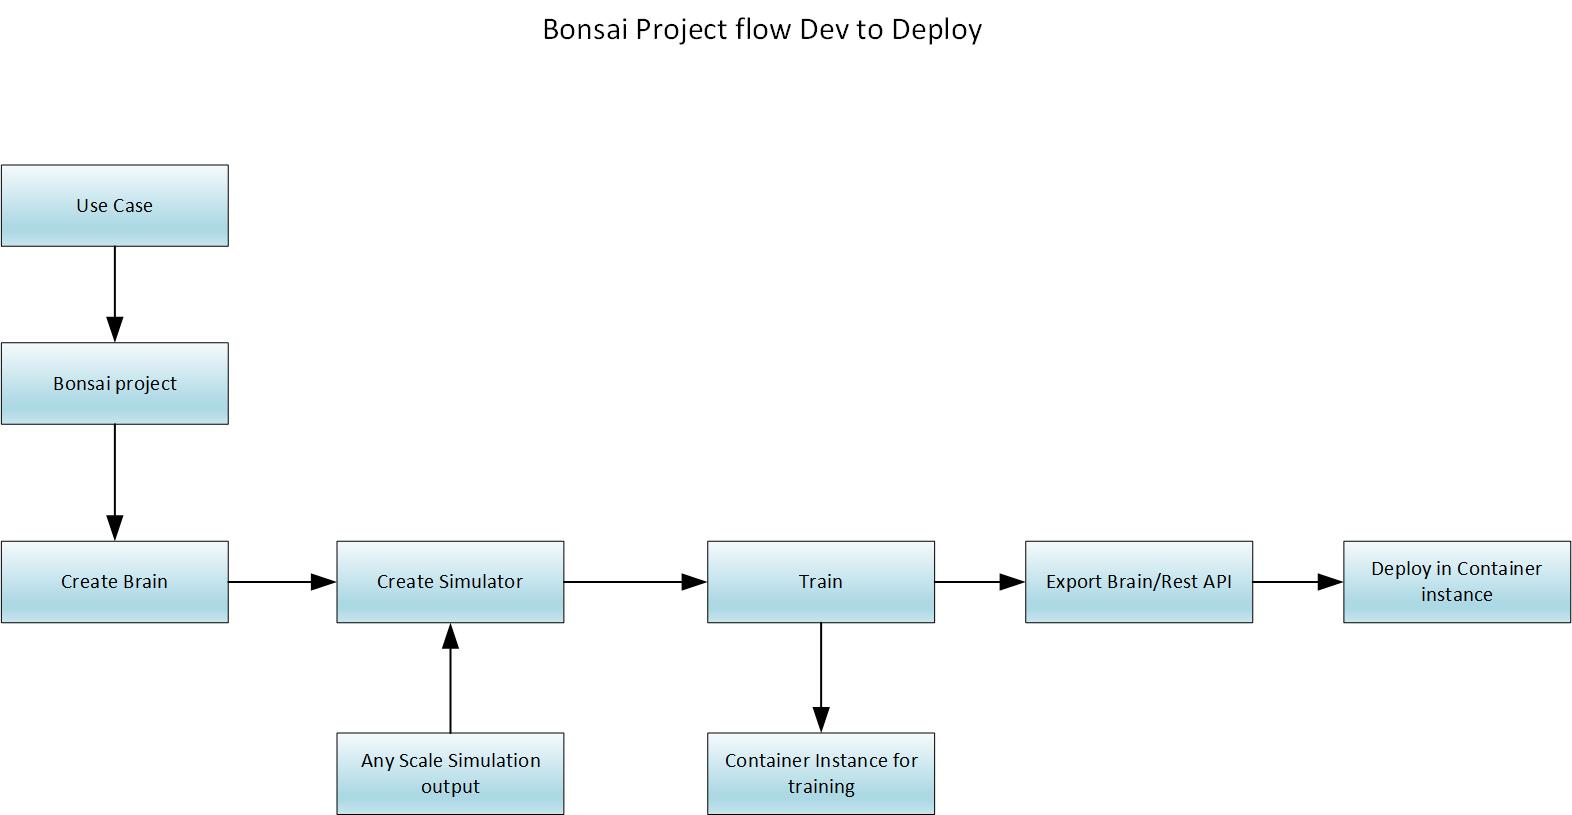 Bonsai Project flow Dev to Deploy
Use Case
Bonsai project
Create Brain
Create Simulator
Train
Export Brain/Rest API
Deploy in Container
instance
Any Scale Simulation
output
Container Instance for
training